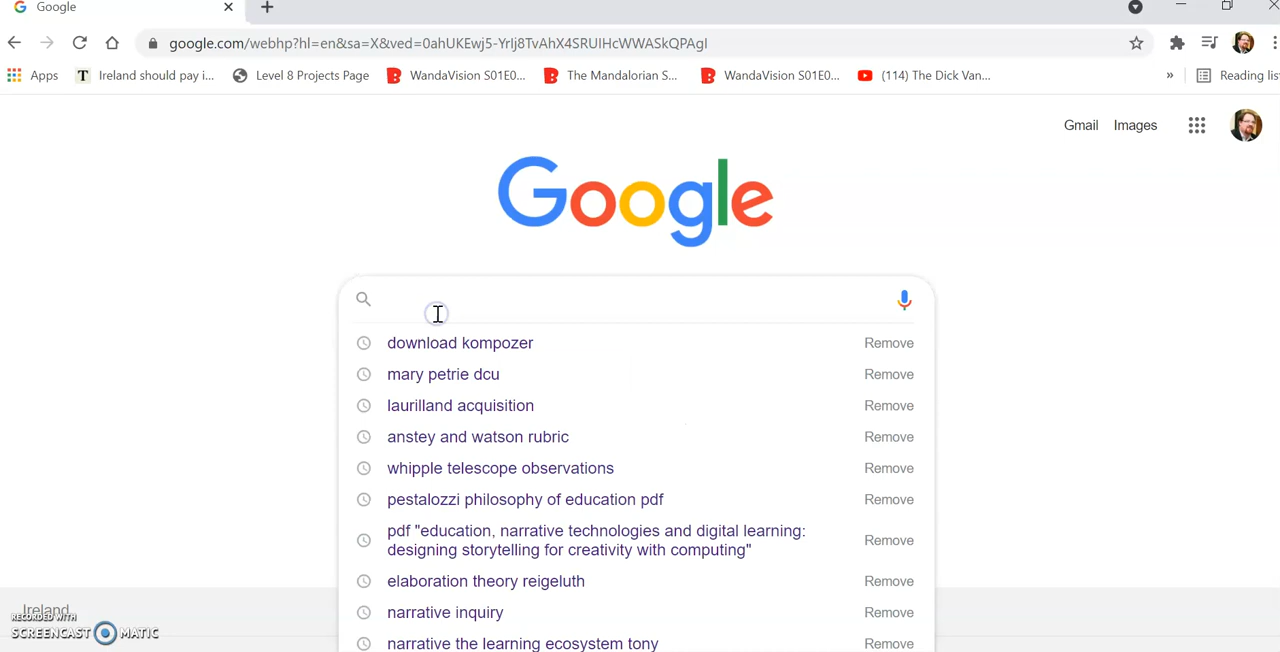 Google
google.com/webhp?hl=en&sa=X&ved=0ahUKEwj5-YrIj8TvAhX4SRUIHcWWASkQPAgI
Apps T Ireland should pay i... Level 8 Projects Page WandaVision S01E0... The Mandalorian S... WandaVision S01E0... (114) The Dick Van... » Reading list
Gmail Images
Google
download kompozer Remove
mary petrie dcu Remove
laurilland acquisition Remove
anstey and watson rubric Remove
whipple telescope observations Remove
pestalozzi philosophy of education pdf Remove
pdf "education, narrative technologies and digital learning:
designing storytelling for creativity with computing" Remove
elaboration theory reigeluth Remove
narrative inquiry Remove
narrative the learning ecosystem tony Remove
Ireland
RECORDED WITH
SCREENCAST MATIC